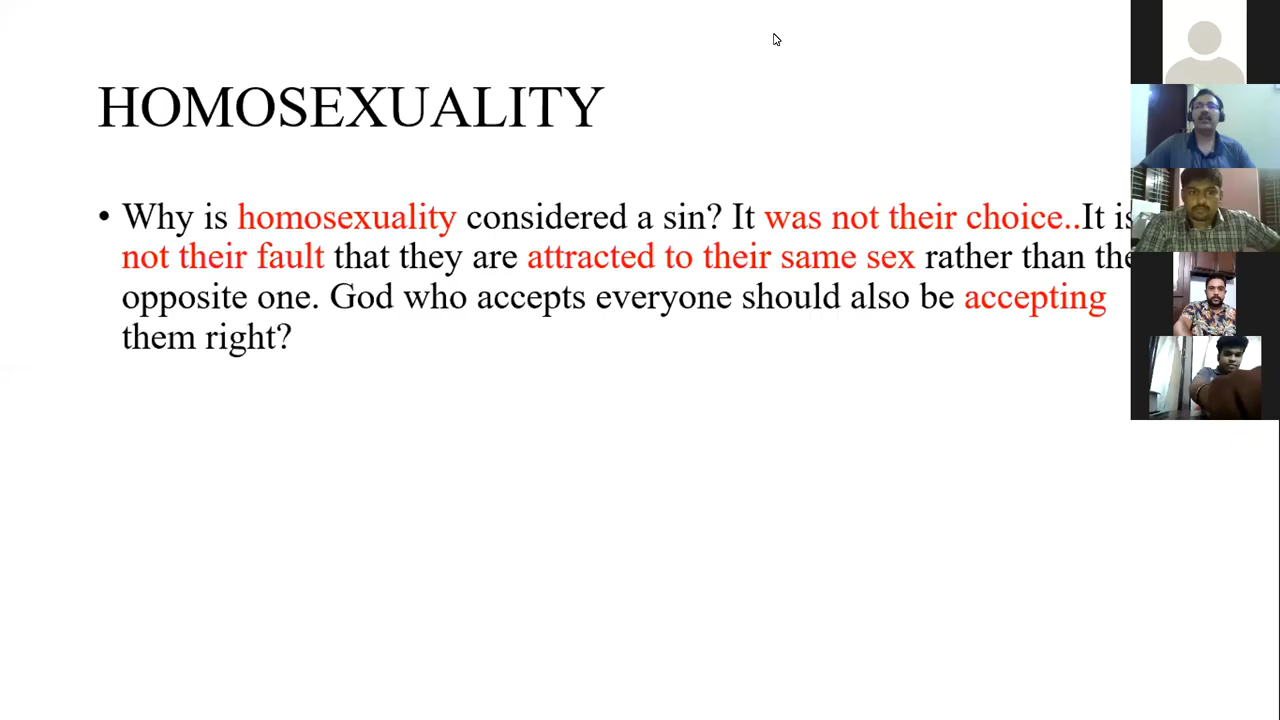 HOMOSEXUALITY
• Why is homosexuality considered a sin? It was not their choice..It is
not their fault that they are attracted to their same sex rather than the
opposite one. God who accepts everyone should also be accepting
them right?